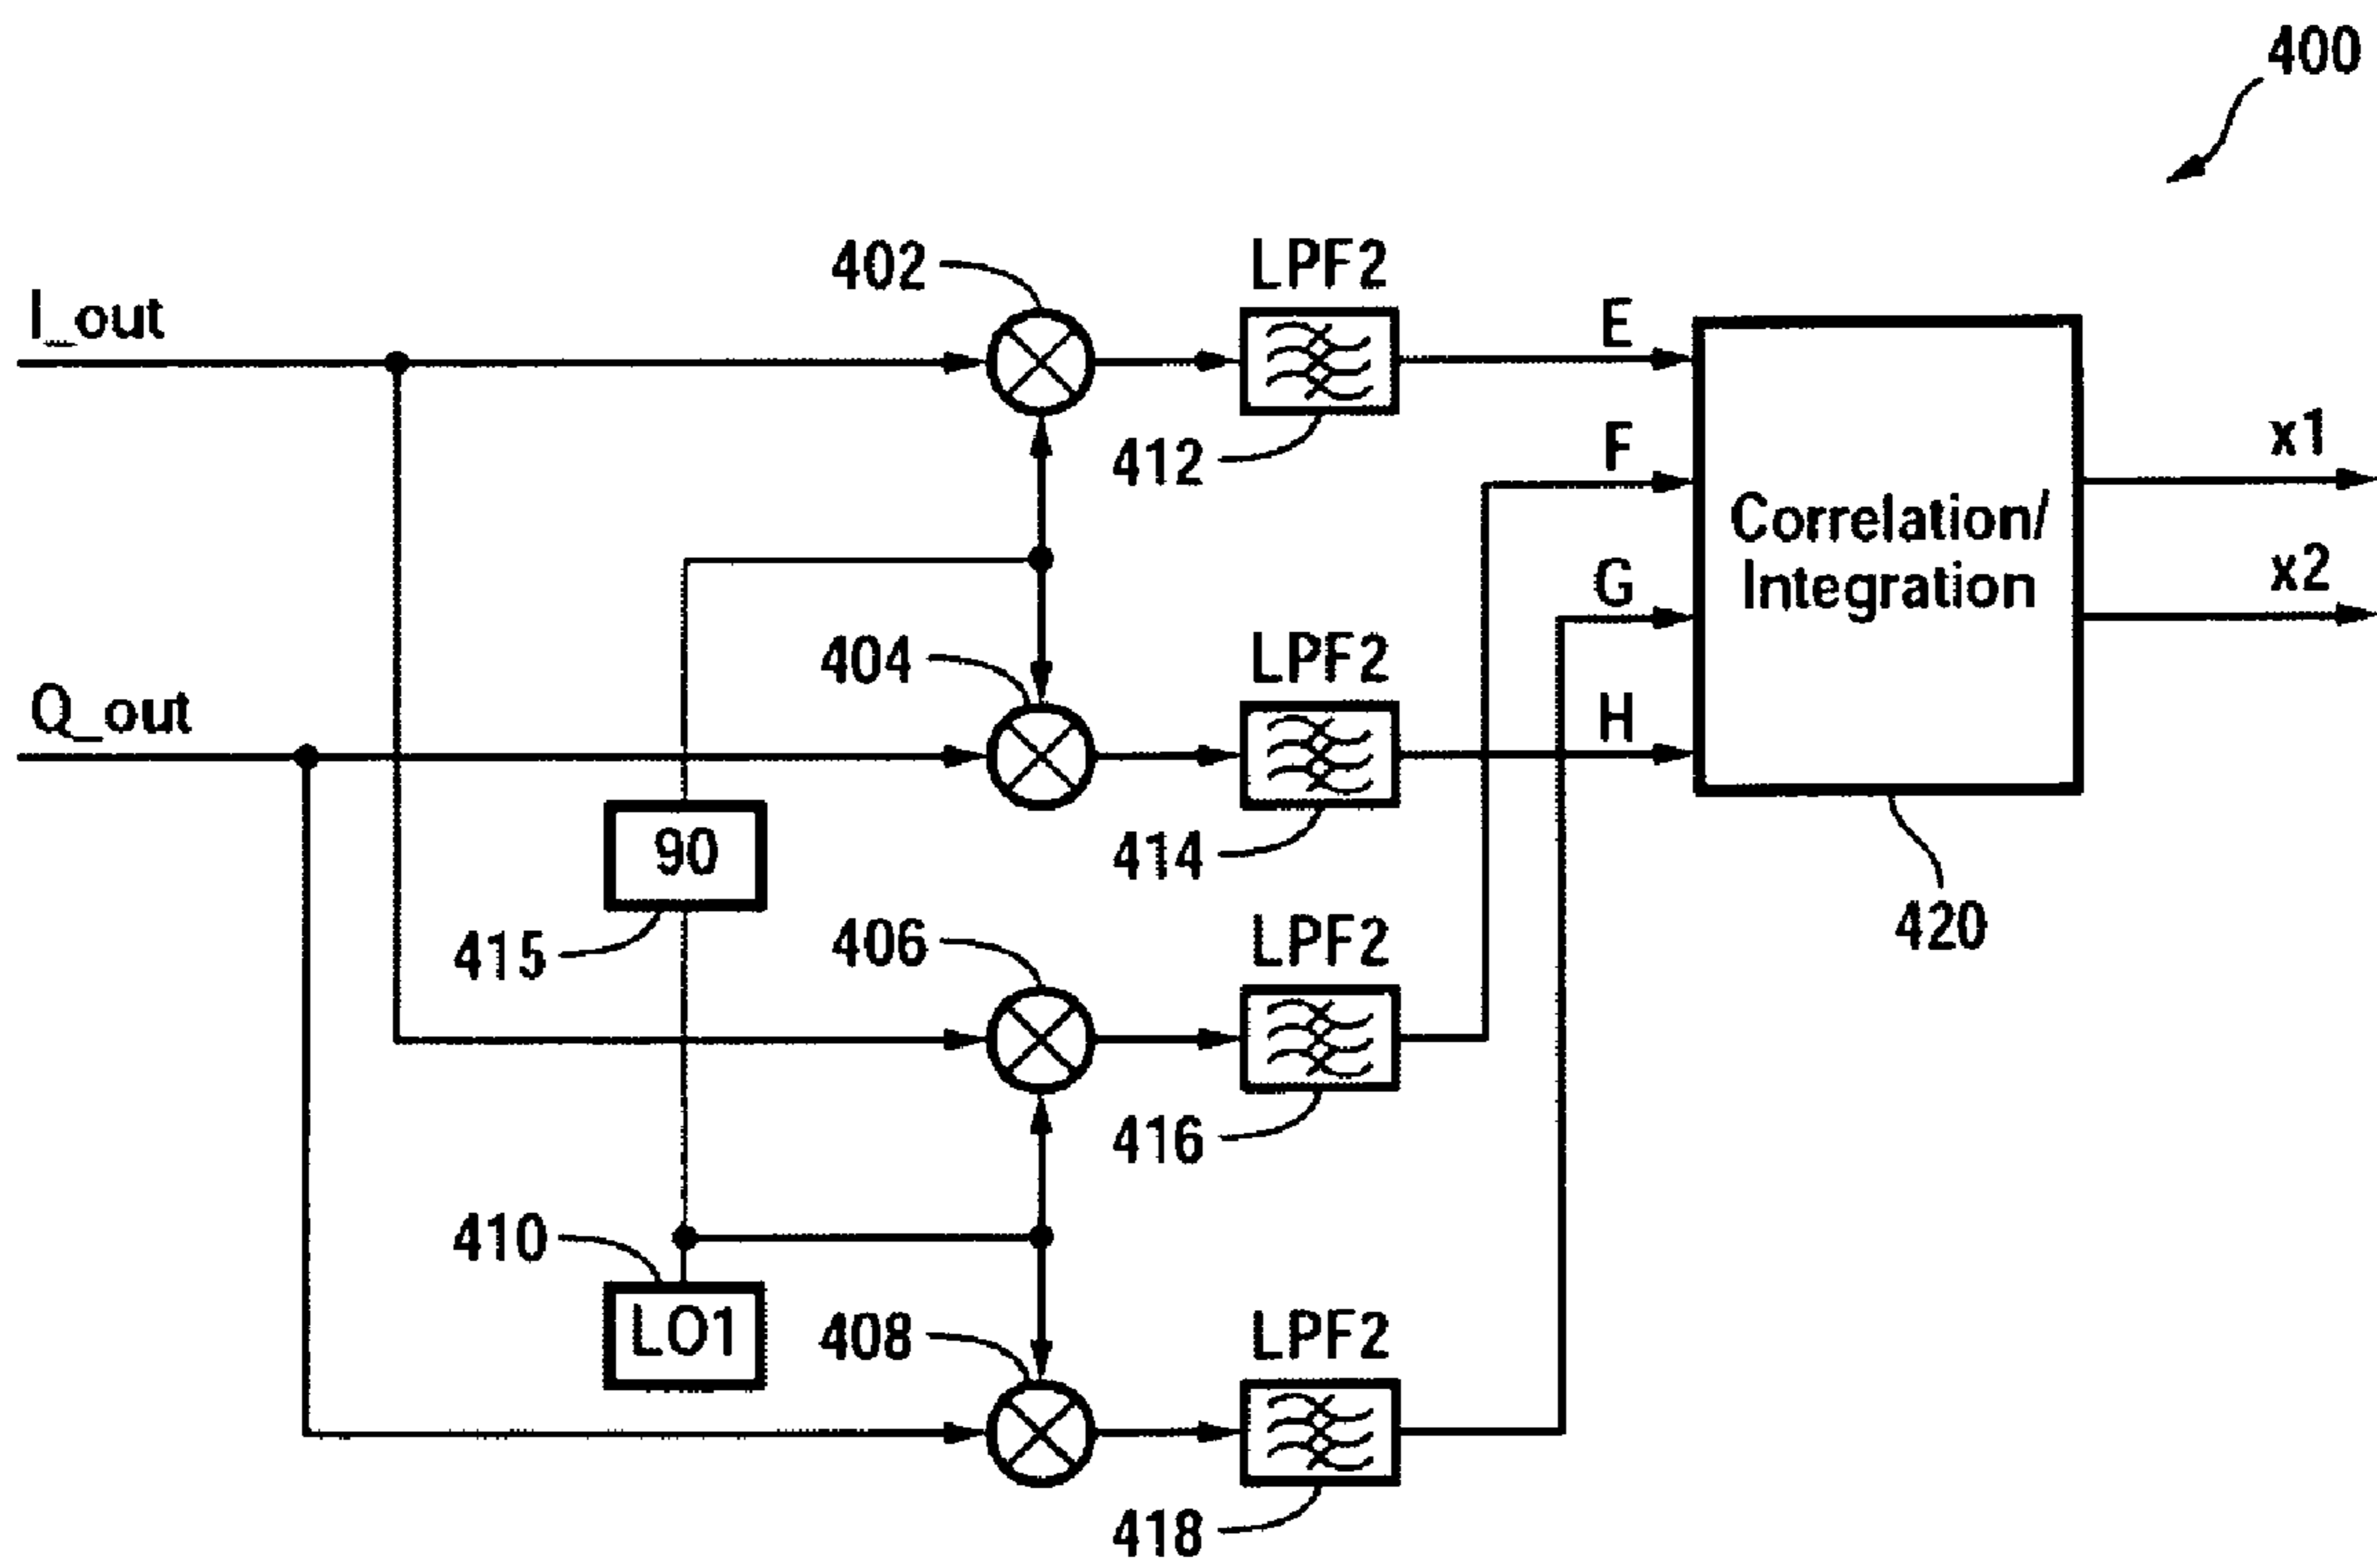 400
402
LPF2
I_out
E
412
F
x1
Correlation/
Integration
x2
G
404
LPF2
Q_out
H
90
414
415
406
LPF2
420
416
410
LO1
408
LPF2
418